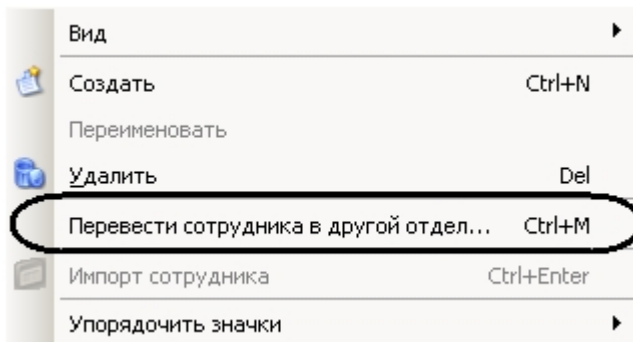 Вид
Создать Ctrl+N
Переименовать
Удалить Del
Перевести сотрудника в другой отдел... Ctrl+M
Импорт сотрудника Ctrl+Enter
Упорядочить значки